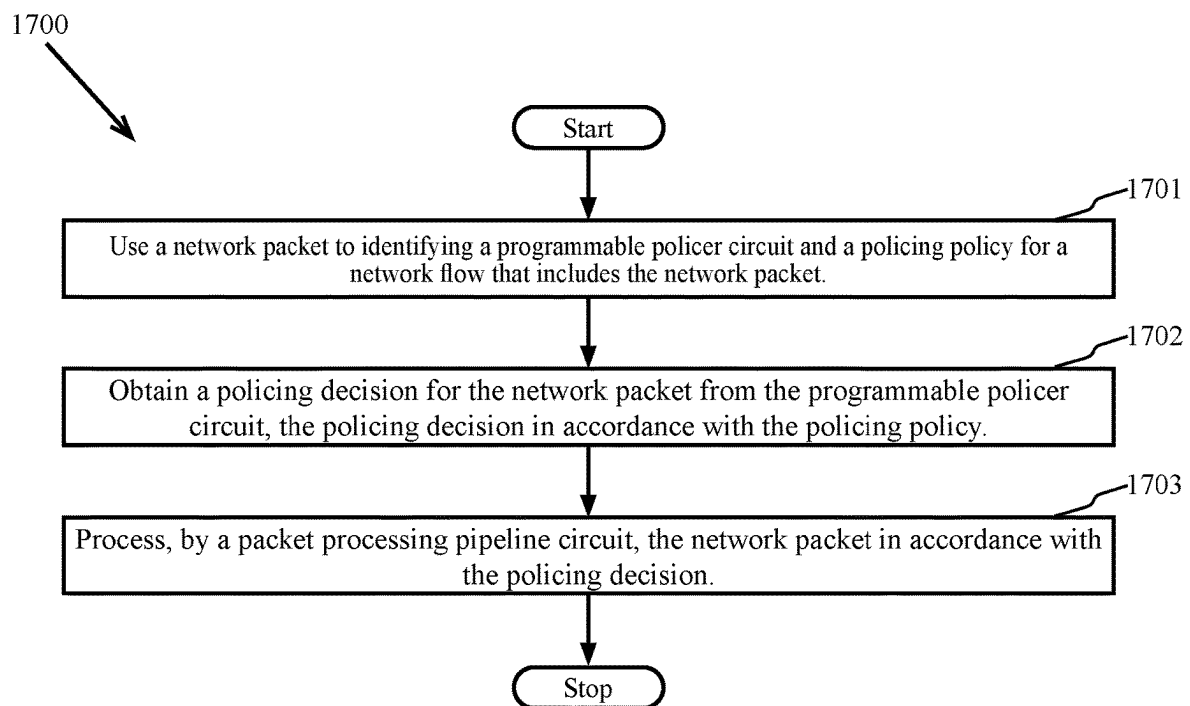 1700
Start
1701
Use a network packet to identifying a programmable policer circuit and a policing policy for a
network flow that includes the network packet.
1702
Obtain a policing decision for the network packet from the programmable policer
circuit, the policing decision in accordance with the policing policy.
1703
Process, by a packet processing pipeline circuit, the network packet in accordance with
the policing decision.
Stop